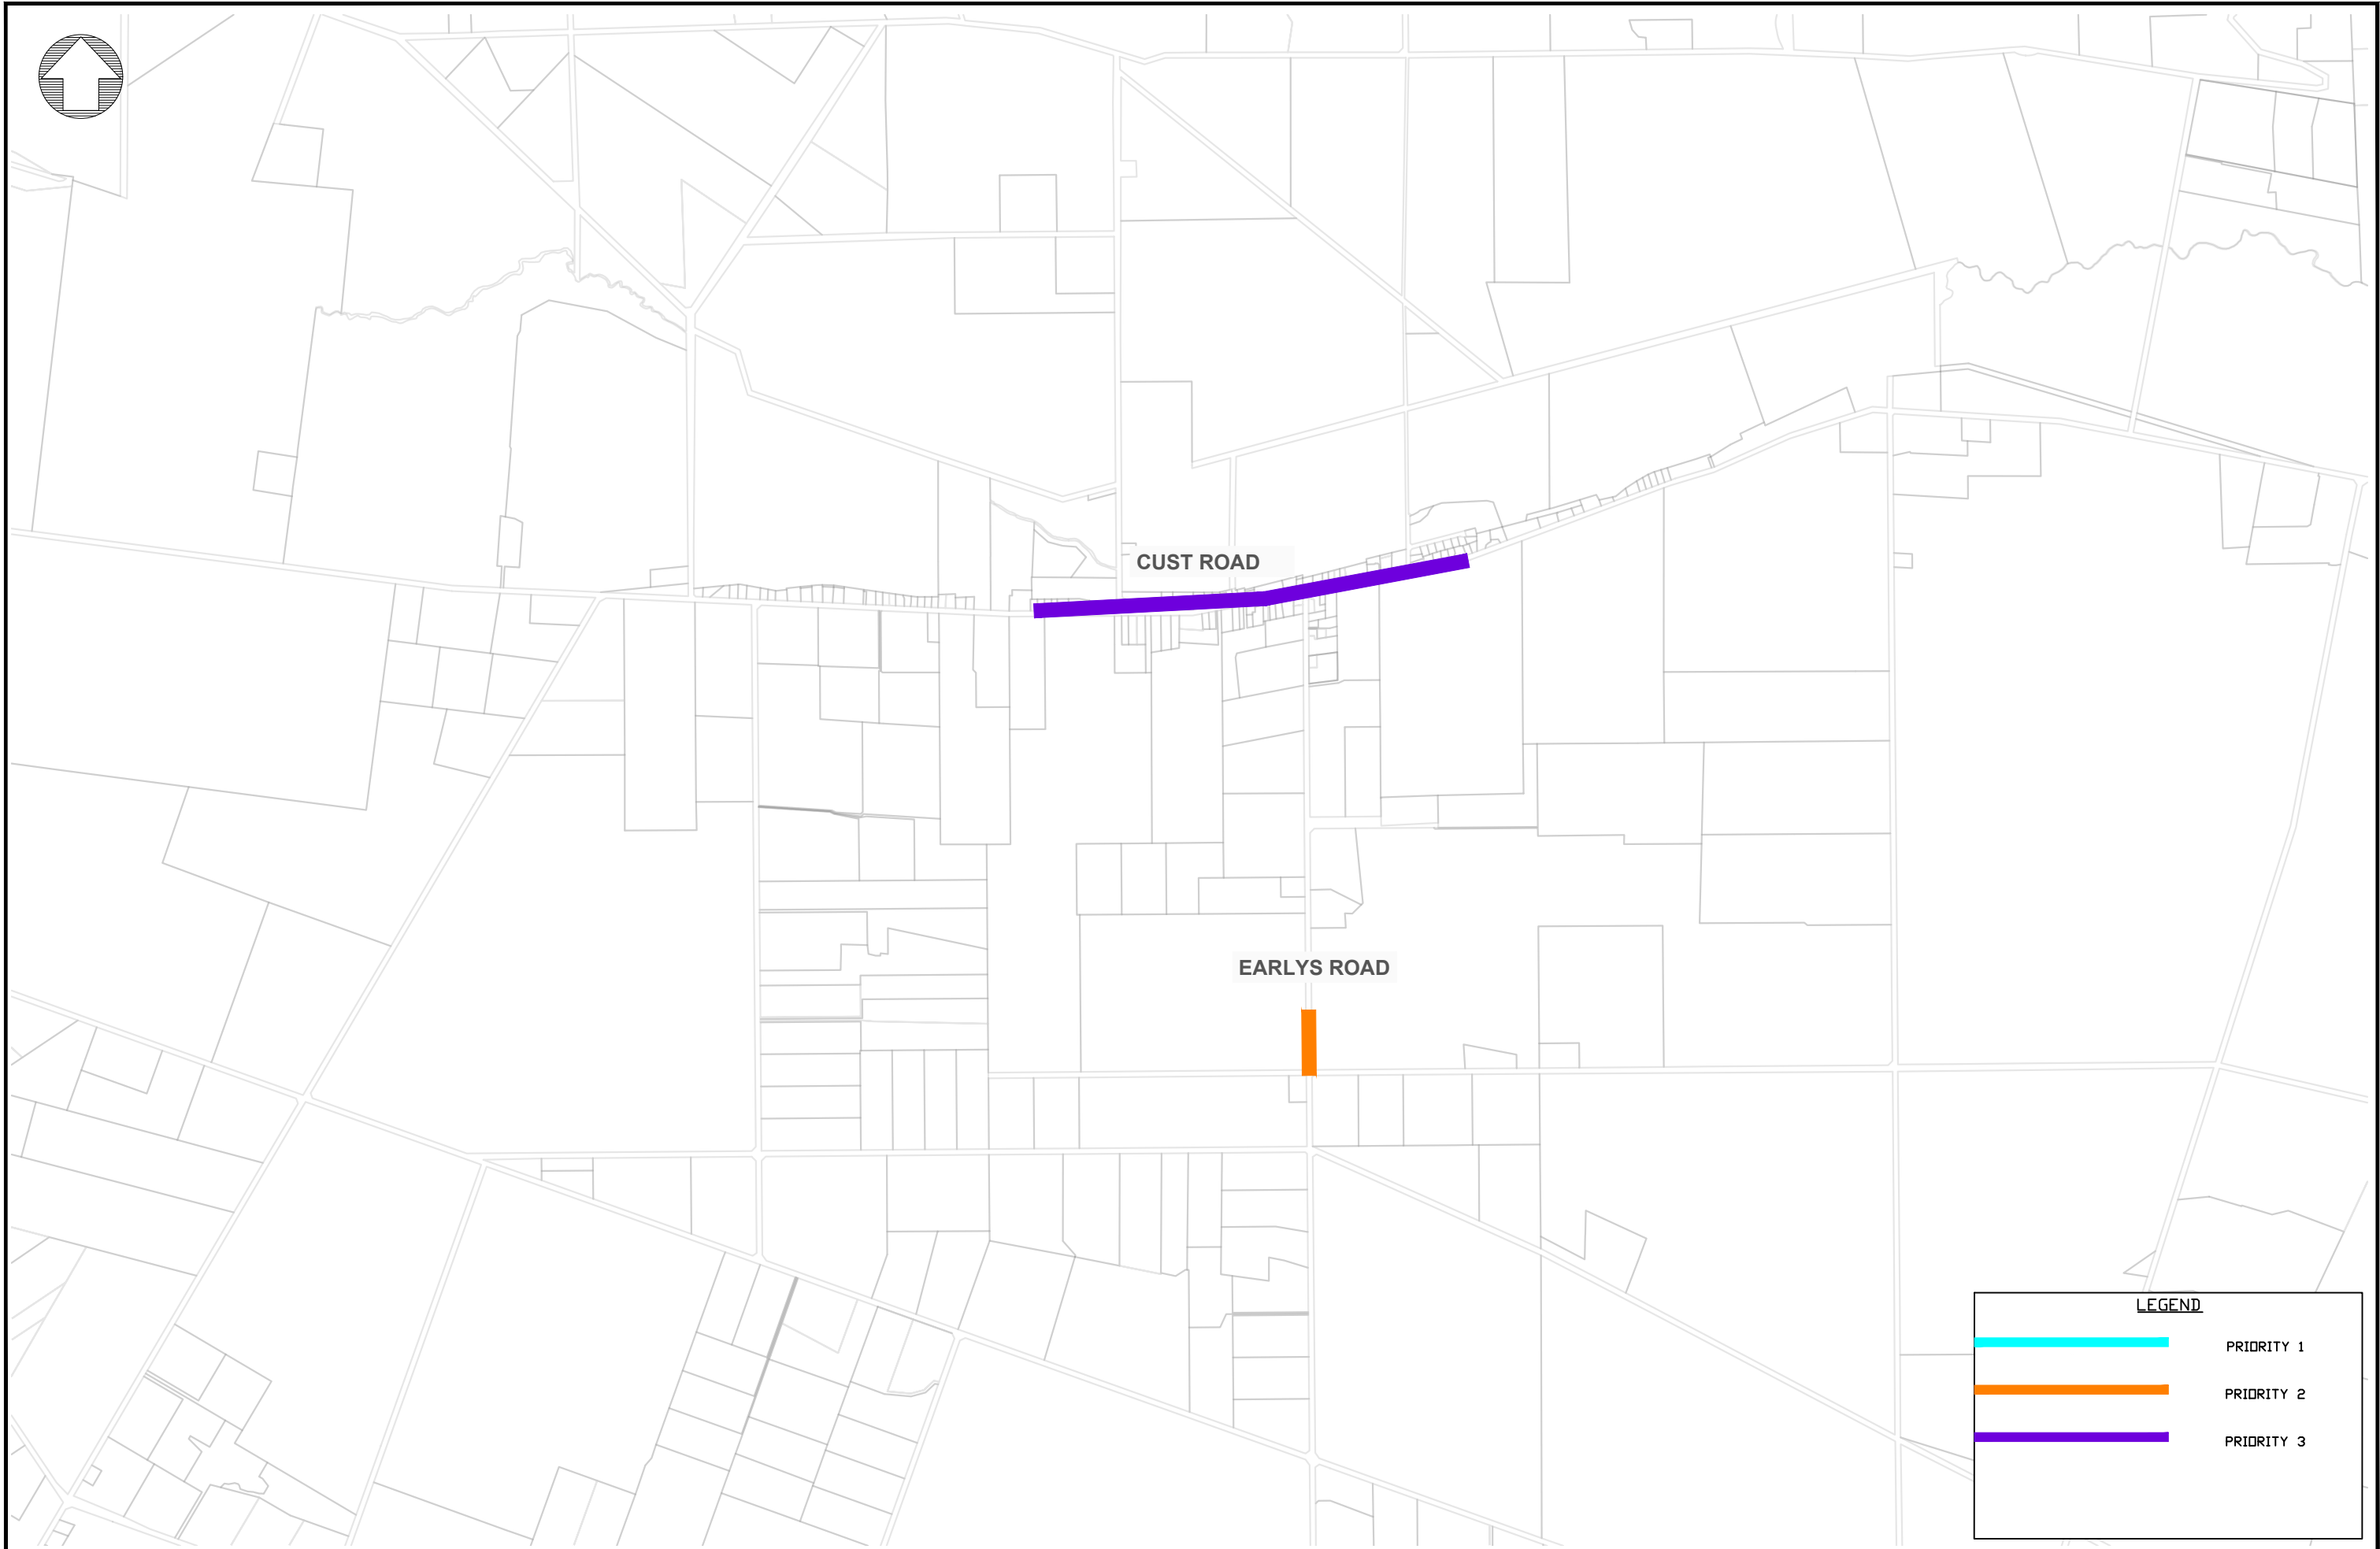 CUST ROAD
EARLYS ROAD
LEGEND
PRIORITY 1
PRIORITY 2
PRIORITY 3